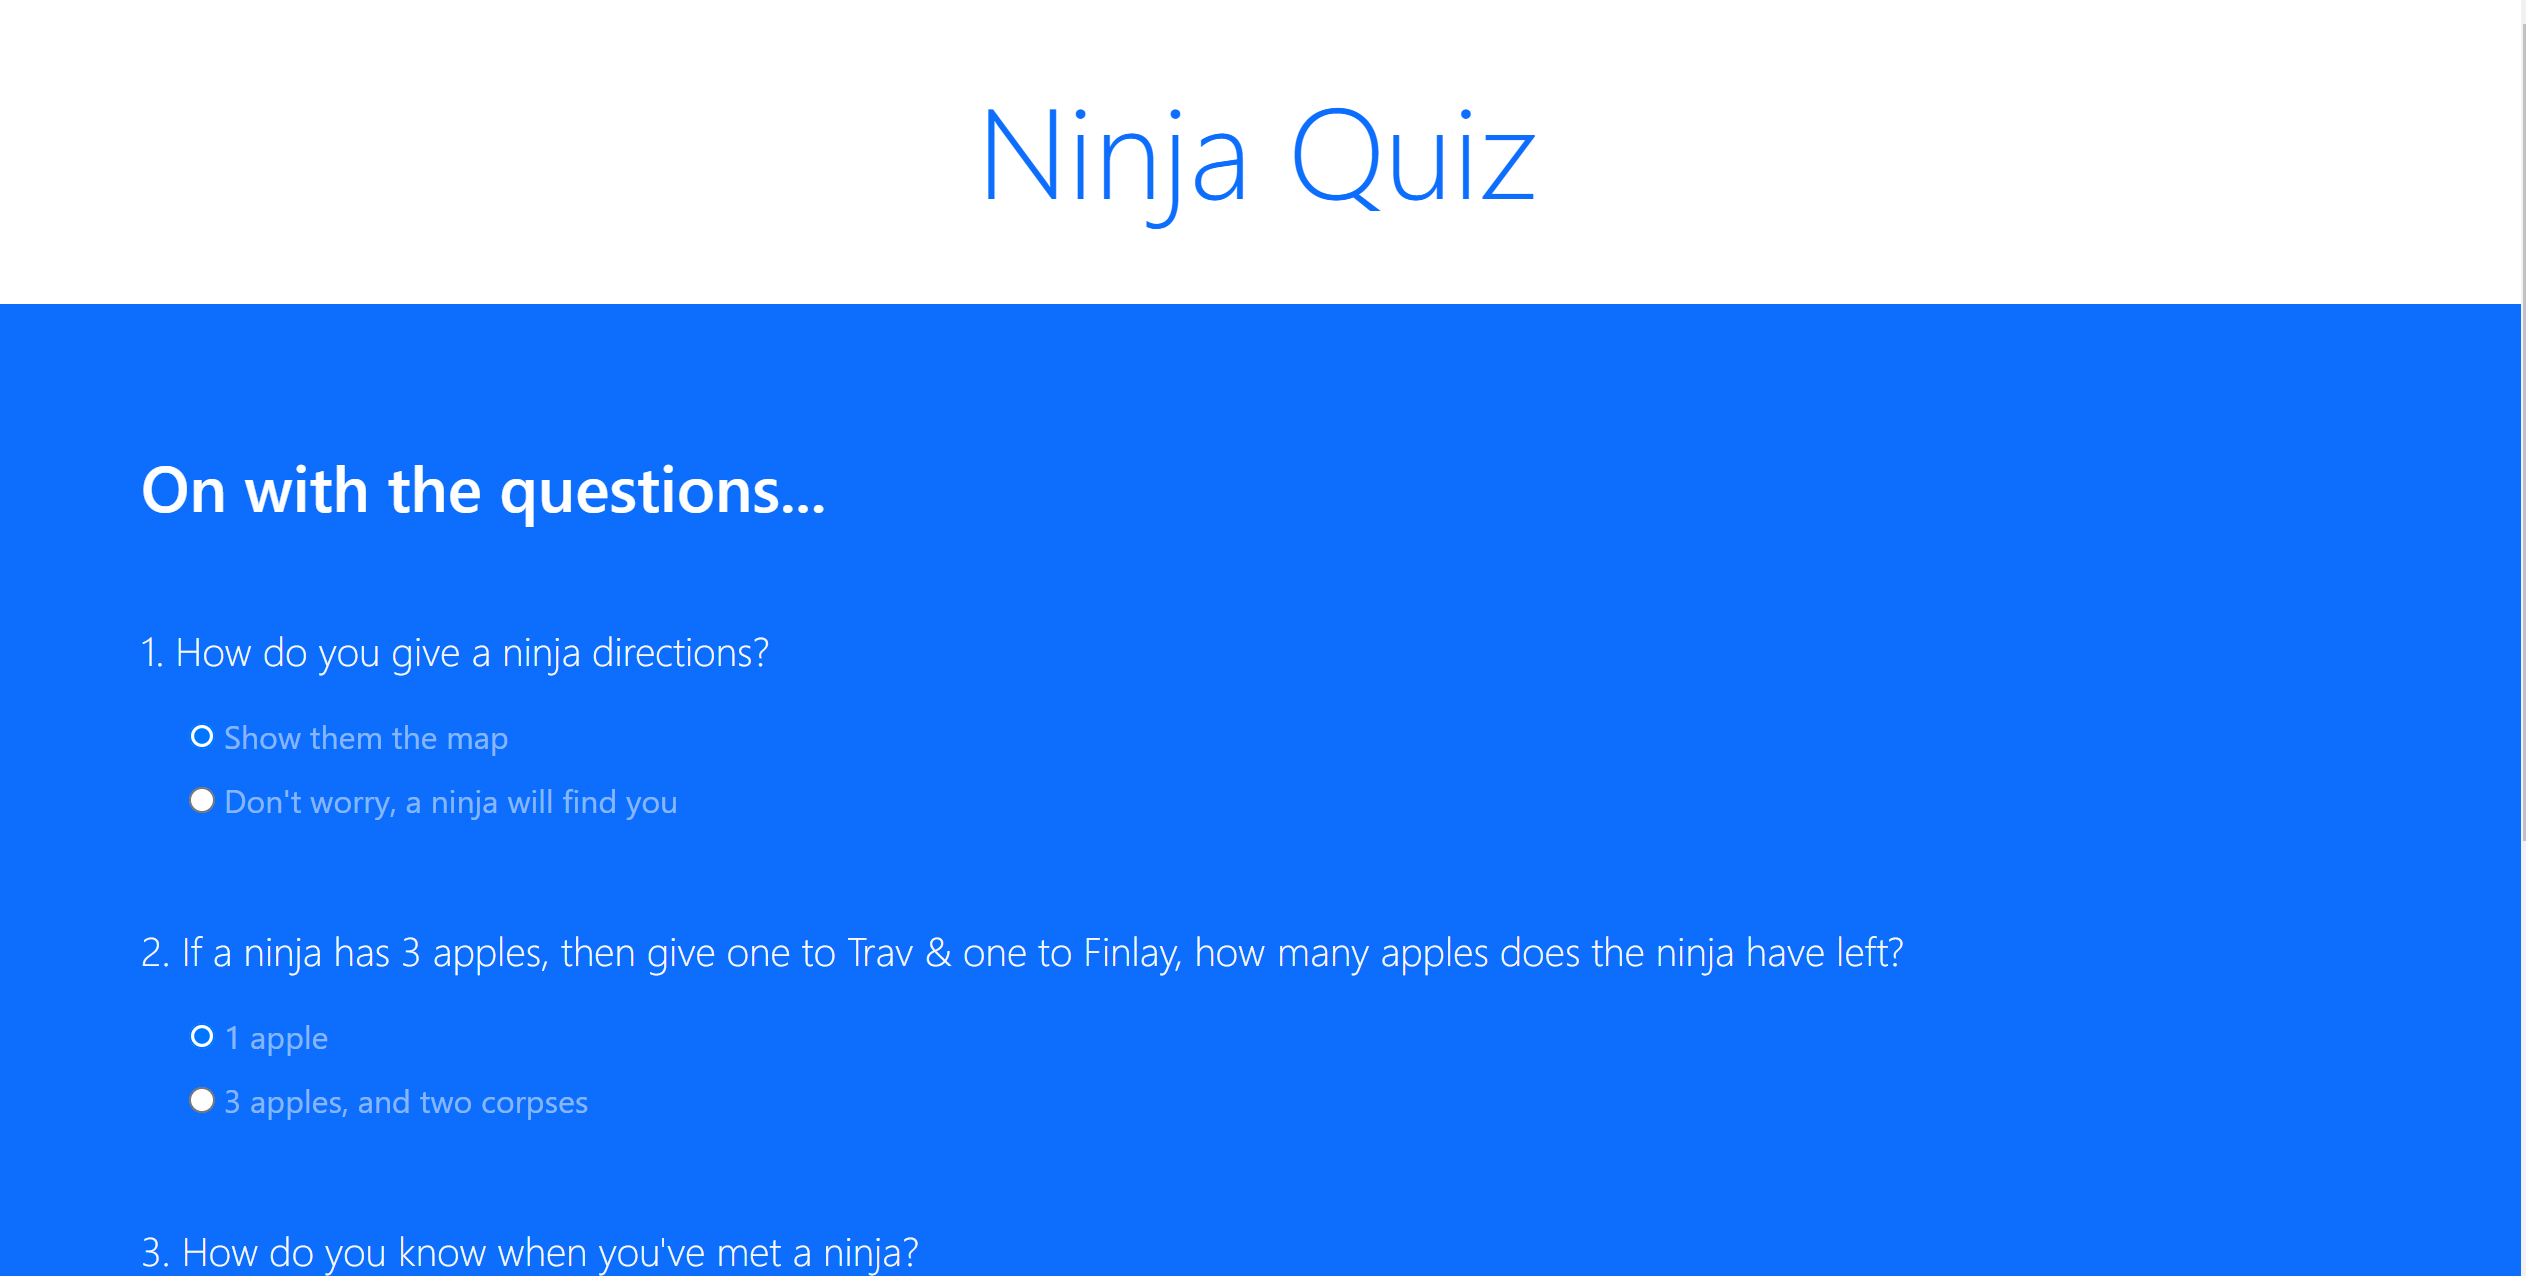 Ninja Quiz
On with the questions...
1. How do you give a ninja directions?
Show them the map
Don't worry, a ninja will find you
2. If a ninja has 3 apples, then give one to Trav & one to Finlay, how many apples does the ninja have left?
1 apple
3 apples, and two corpses
3. How do you know when you've met a ninja?